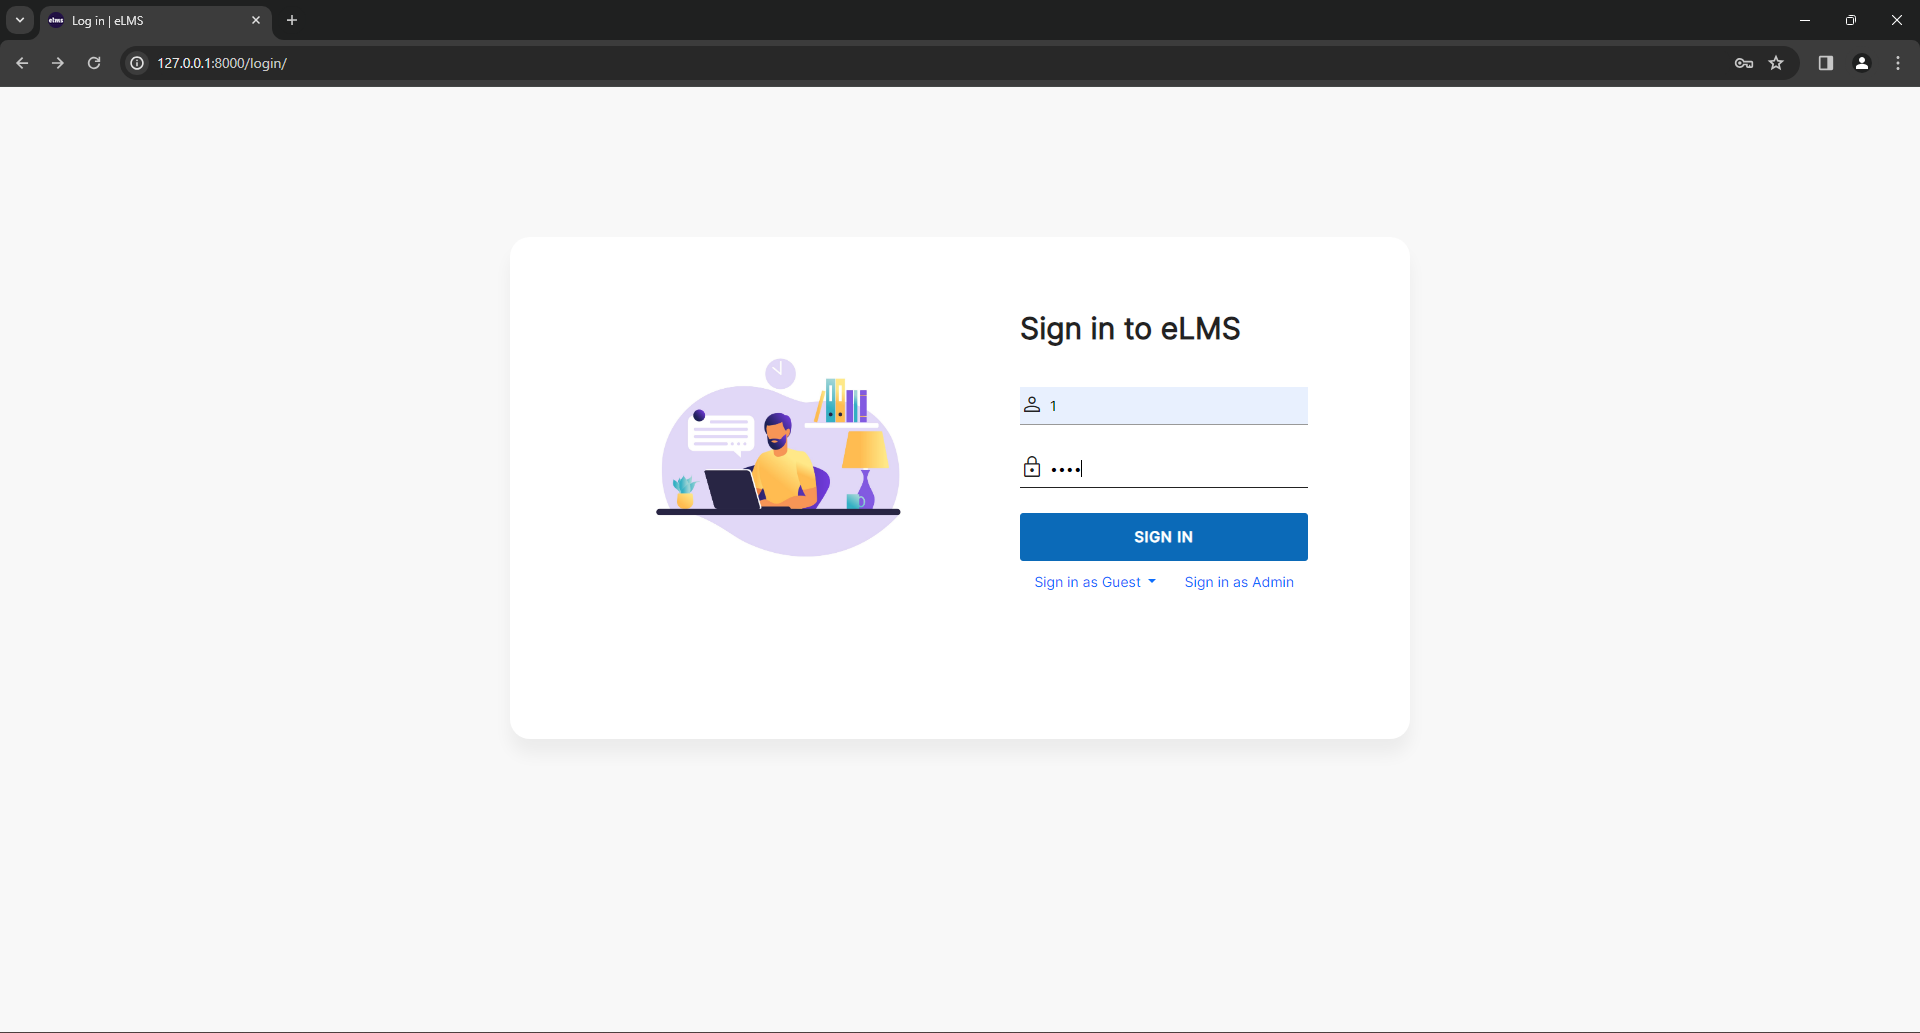 elms
Log in | eLMS
127.0.0.1:8000/login/
Sign in to eLMS
1
••••
SIGN IN
Sign in as Guest
Sign in as Admin